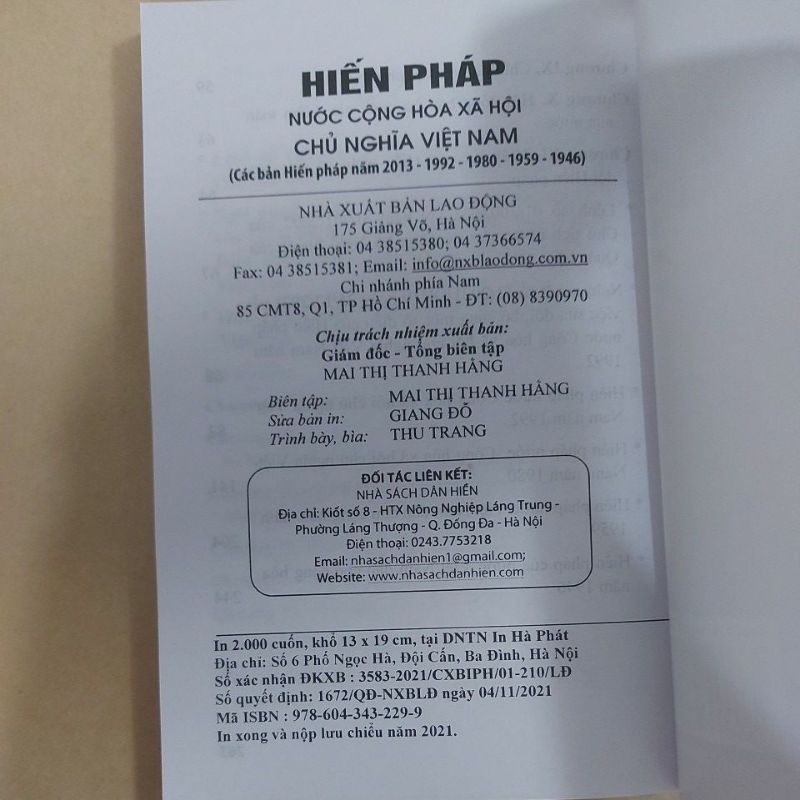 HIẾN PHÁP
NƯỚC CỘNG HÒA XÃ HỘI
CHỦ NGHĨA VIỆT NAM
(Các bản Hiến pháp năm 2013 - 1992 - 1980 - 1959 - 1946)
NHÀ XUẤT BẢN LAO ĐỘNG
175 Giảng Võ, Hà Nội
Điện thoại: 04 38515380; 04 37366574
Fax: 04 38515381; Email: info@nxblaodong.com.vn
Chi nhánh phía Nam
85 CMT8, Q1, TP Hồ Chí Minh - ĐT: (08) 8390970
Chịu trách nhiệm xuất bản:
Giám đốc - Tổng biên tập
MAI THỊ THANH HẰNG
Biên tập: MAI THỊ THANH HẰNG
Sửa bản in: GIANG ĐỖ
Trình bày, bìa: THU TRANG
ĐỐI TÁC LIÊN KẾT:
NHÀ SÁCH DÂN HIỀN
Địa chỉ: Kiốt số 8 - HTX Nông Nghiệp Láng Trung -
Phường Láng Thượng - Q. Đống Đa - Hà Nội
Điện thoại: 0243.7753218
Email: nhasachdanhien1@gmail.com;
Website: www.nhasachdanhien.com
In 2.000 cuốn, khổ 13 x 19 cm, tại DNTN In Hà Phát
Địa chỉ: Số 6 Phố Ngọc Hà, Đội Cấn, Ba Đình, Hà Nội
Số xác nhận ĐKXB : 3583-2021/CXBIPH/01-210/LĐ
Số quyết định: 1672/QĐ-NXBLĐ ngày 04/11/2021
Mã ISBN : 978-604-343-229-9
In xong và nộp lưu chiểu năm 2021.